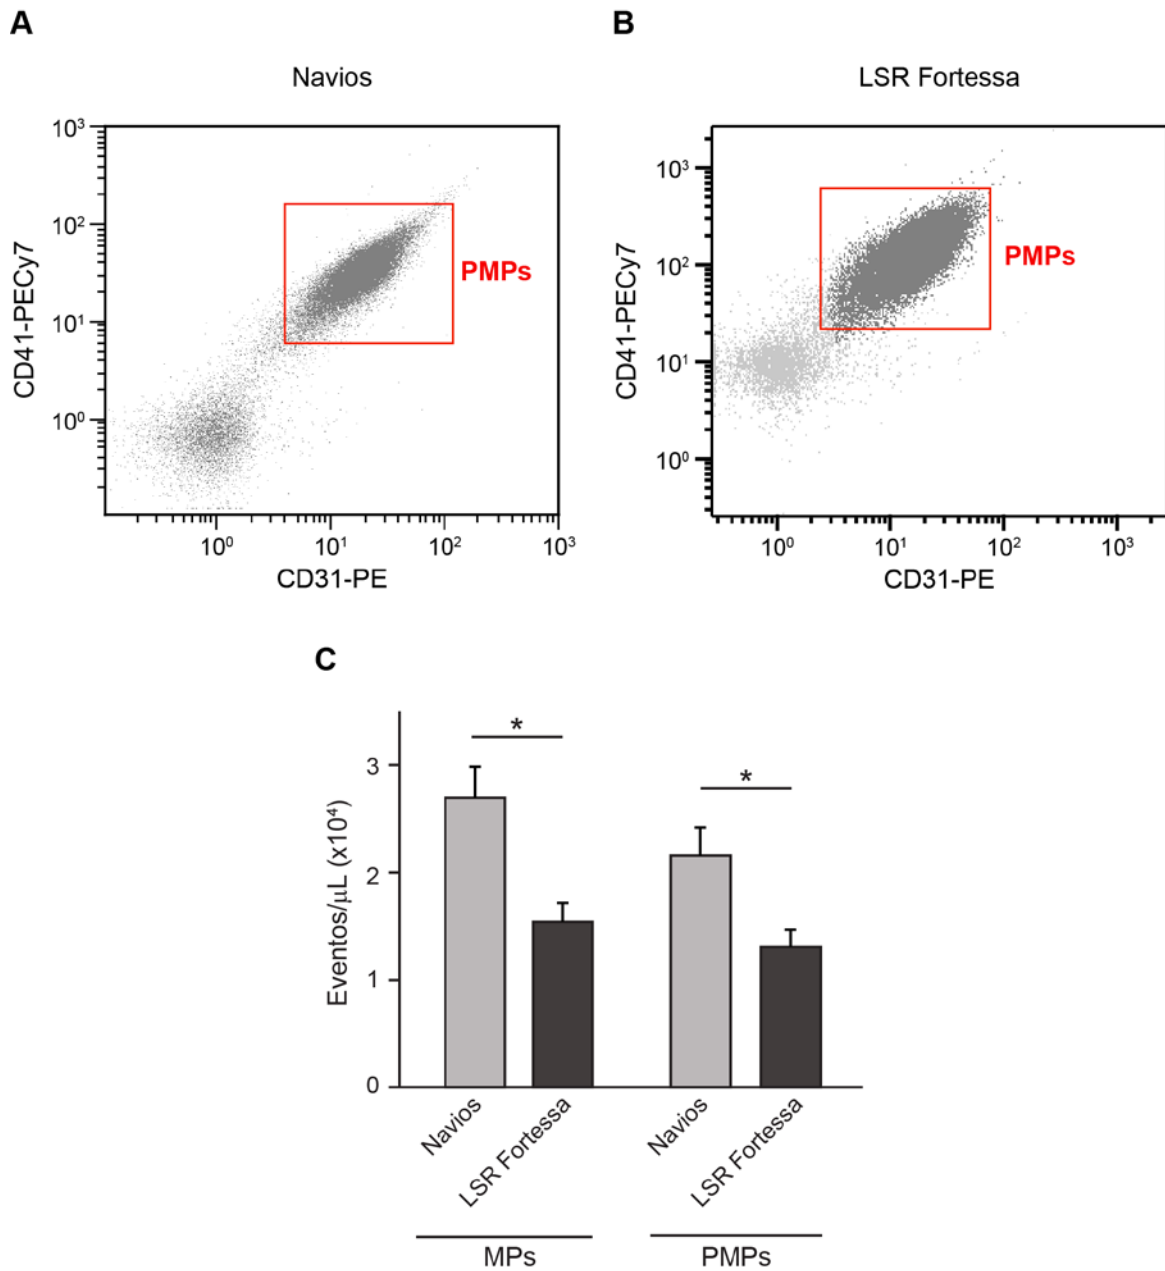 A
B
Navios
LSR Fortessa
10³
10²
10¹
10⁰
CD41-PECy7
PMPs
10⁰
10¹
10²
10³
CD31-PE
10³
10²
10¹
10⁰
CD41-PECy7
PMPs
10⁰
10¹
10²
10³
CD31-PE
C
3
2
1
0
Eventos/μL (x10⁴)
*
*
Navios
LSR Fortessa
Navios
LSR Fortessa
MPs
PMPs